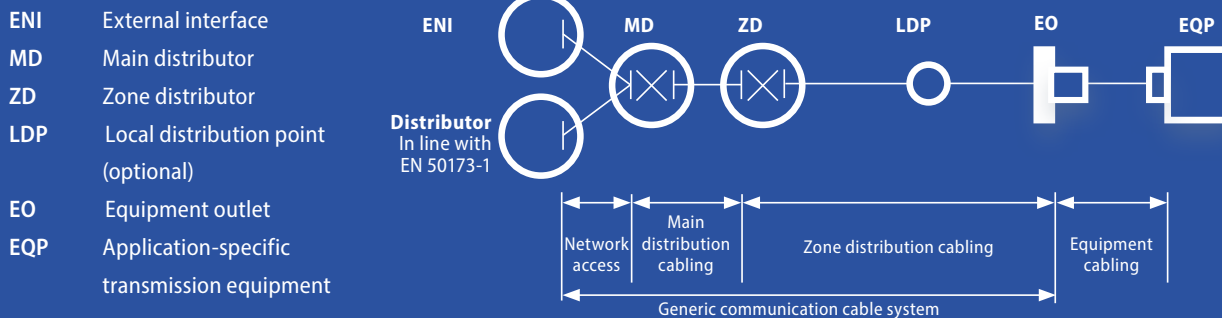 ENI External interface
MD Main distributor
ZD Zone distributor
LDP Local distribution point
(optional)
EO Equipment outlet
EQP Application-specific
transmission equipment
ENI MD ZD LDP EO EQP
Distributor
In line with
EN 50173-1
Network
access
Main
distribution
cabling
Zone distribution cabling
Equipment
cabling
Generic communication cable system